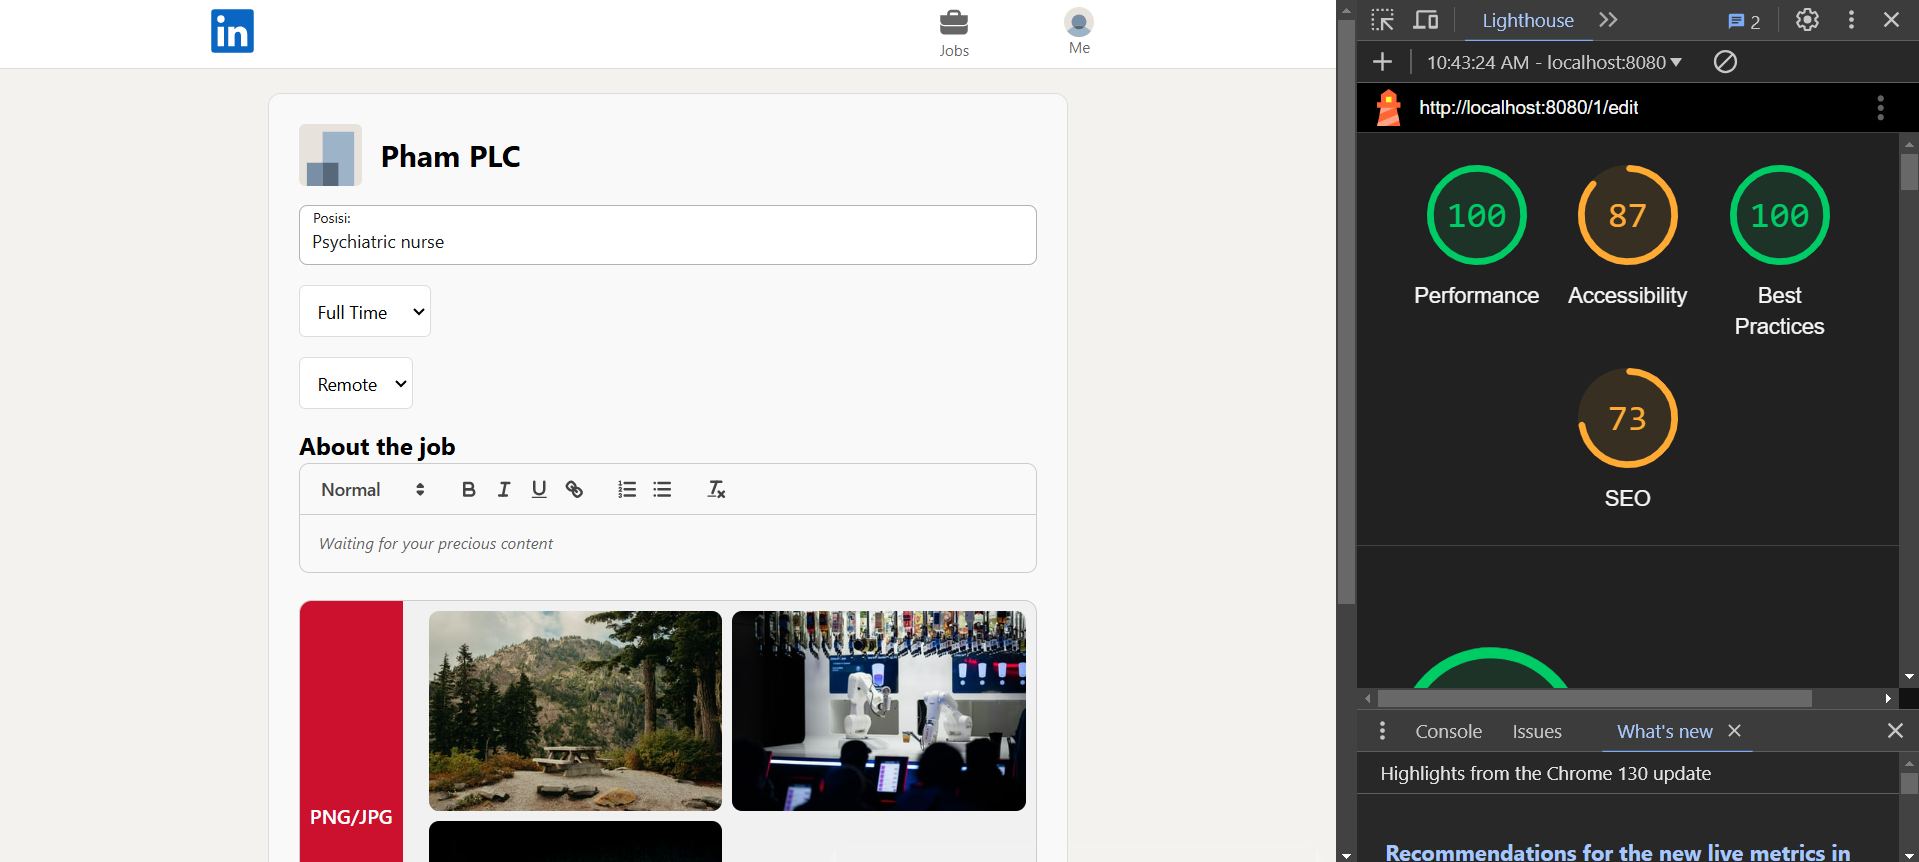 in
Jobs
Me
Pham PLC
Posisi:
Psychiatric nurse
Full Time
Remote
About the job
Normal
B I U
Waiting for your precious content
PNG/JPG
Lighthouse
2
10:43:24 AM - localhost:8080
http://localhost:8080/1/edit
100
Performance
87
Accessibility
100
Best
Practices
73
SEO
Console
Issues
What's new
Highlights from the Chrome 130 update
Recommendations for the new live metrics in